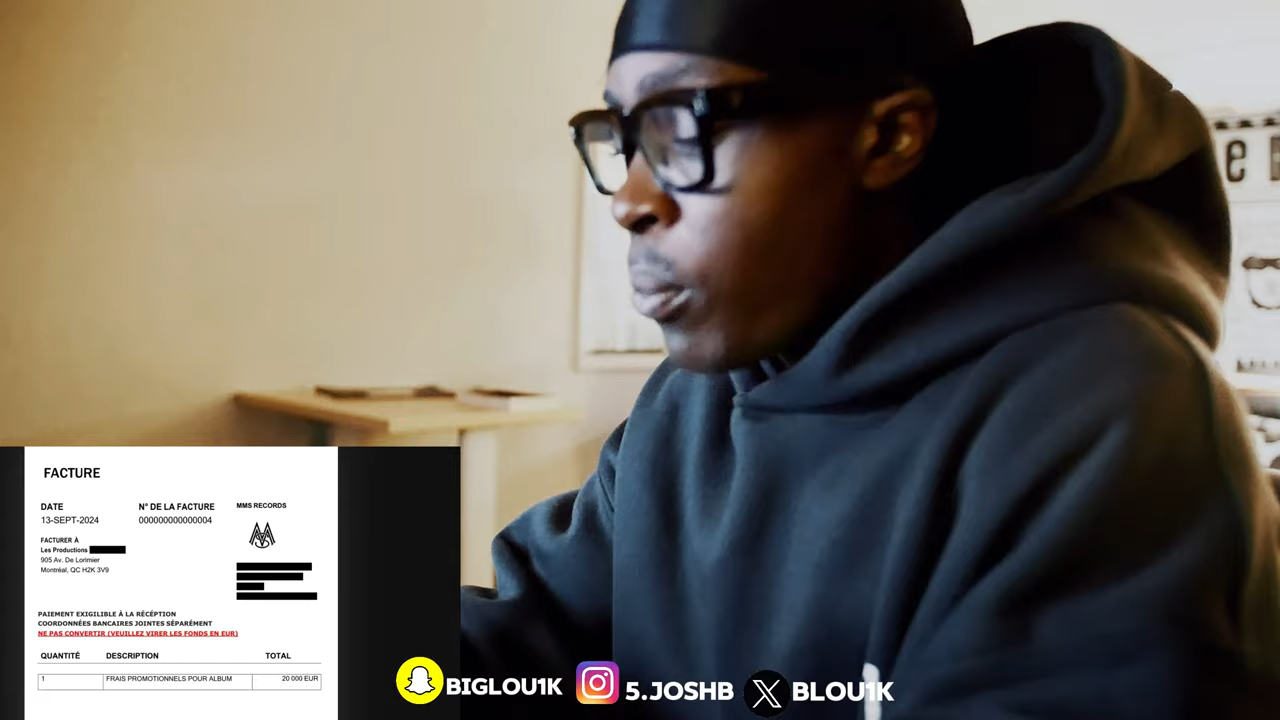 FACTURE
DATE
13-SEPT-2024
N° DE LA FACTURE
000000000000004
MMS RECORDS
FACTURER À
Les Productions
905 Av. De Lorimier
Montréal, QC H2K 3V9
PAIEMENT EXIGILIBLE À LA RÉCÉPTION
COORDONNÉES BANCAIRES JOINTES SÉPARÉMENT
NE PAS CONVERTIR (VEUILLEZ VIRER LES FONDS EN EUR)
QUANTITÉ DESCRIPTION TOTAL
1 FRAIS PROMOTIONNELS POUR ALBUM 20 000 EUR
BIGLOU1K 5.JOSHB BLOU1K